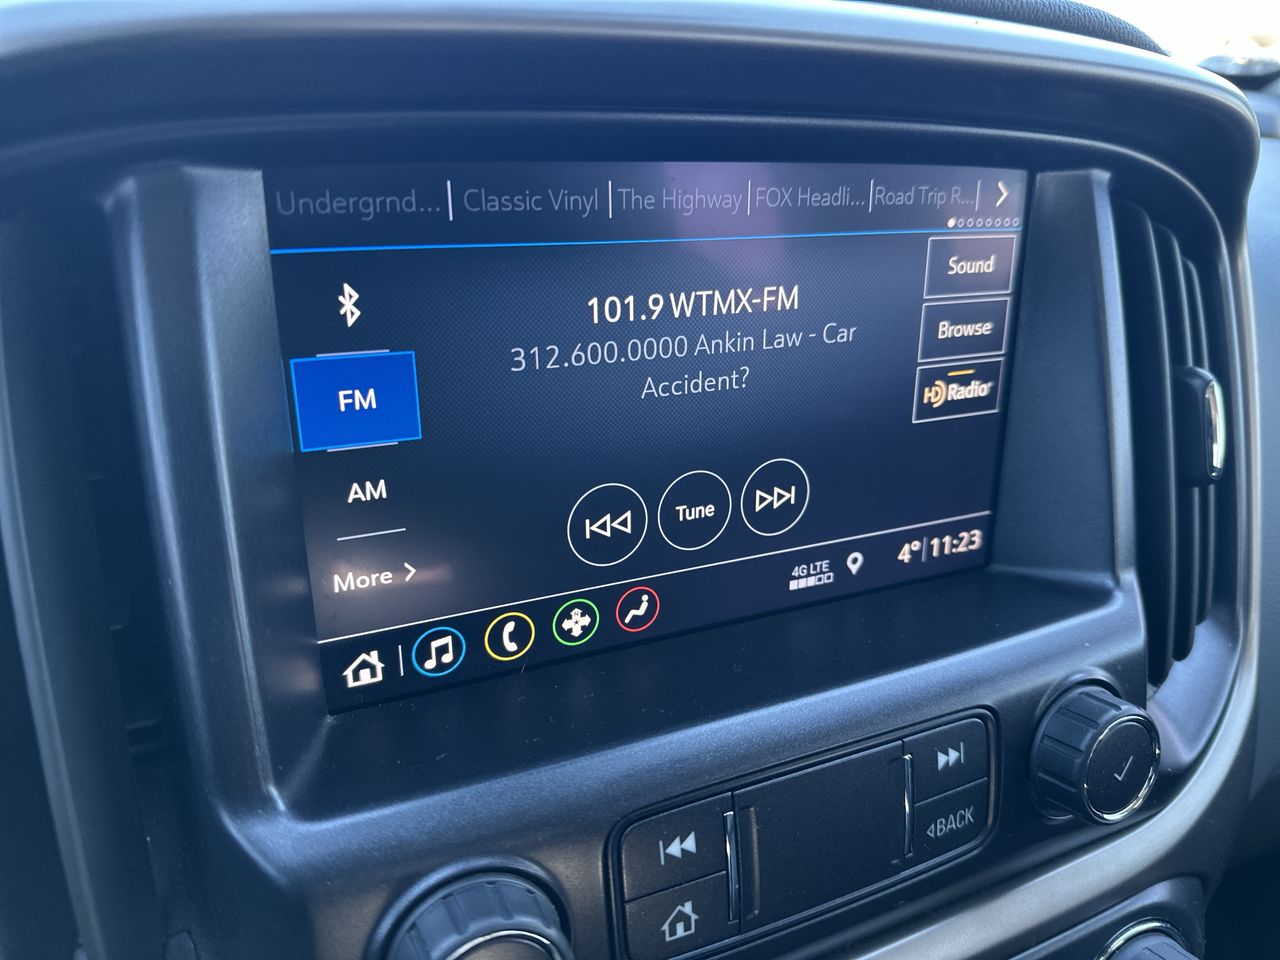 Undergrnd... | Classic Vinyl | The Highway | FOX Headli... | Road Trip R... |
Sound
101.9 WTMX-FM
Browse
312.600.0000 Ankin Law - Car
Accident?
HD Radio
FM
AM
Tune
More
4G LTE
4° | 11:23
N
BACK